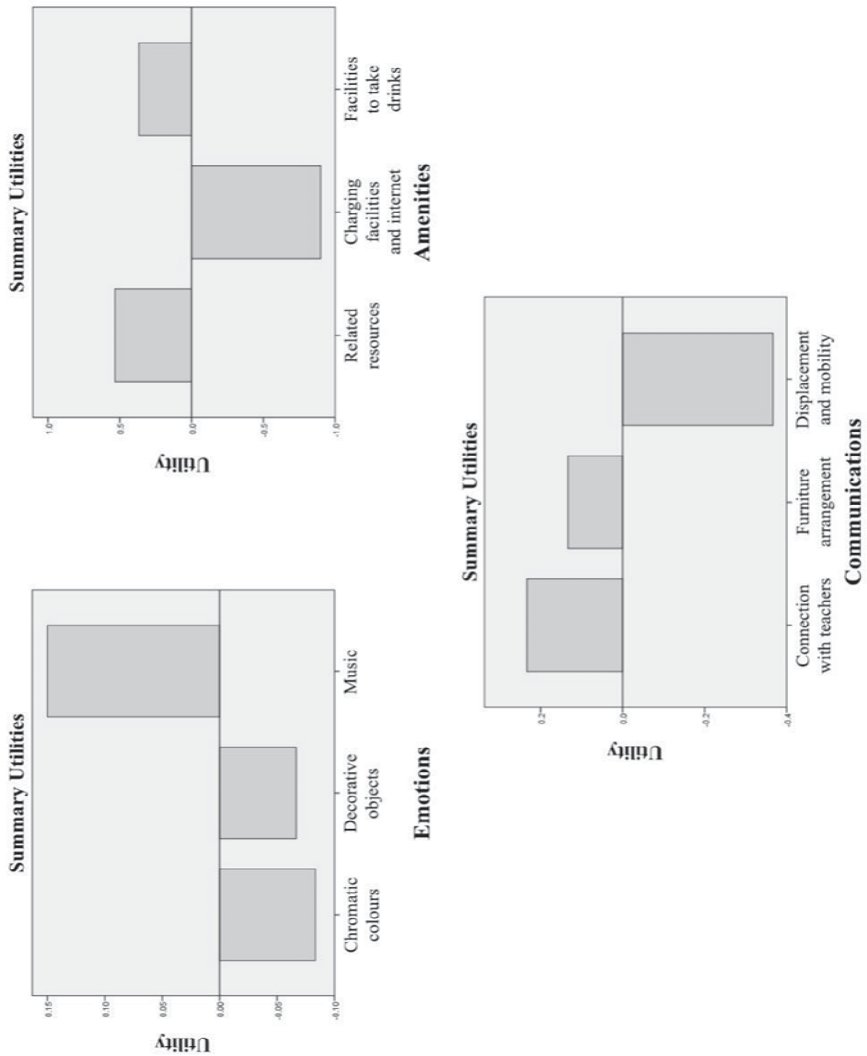 Summary Utilities
Utility
0.15
0.10
0.00
-0.05
-0.10
Chromatic
colours
Decorative
objects
Music
Emotions
Summary Utilities
Utility
1.0
0.5
0.0
-0.5
-1.0
Related
resources
Charging
facilities
and internet
Facilities
to take
drinks
Amenities
Summary Utilities
Utility
0.2
0.0
-0.2
-0.4
Connection
with teachers
Furniture
arrangement
Displacement
and mobility
Communications